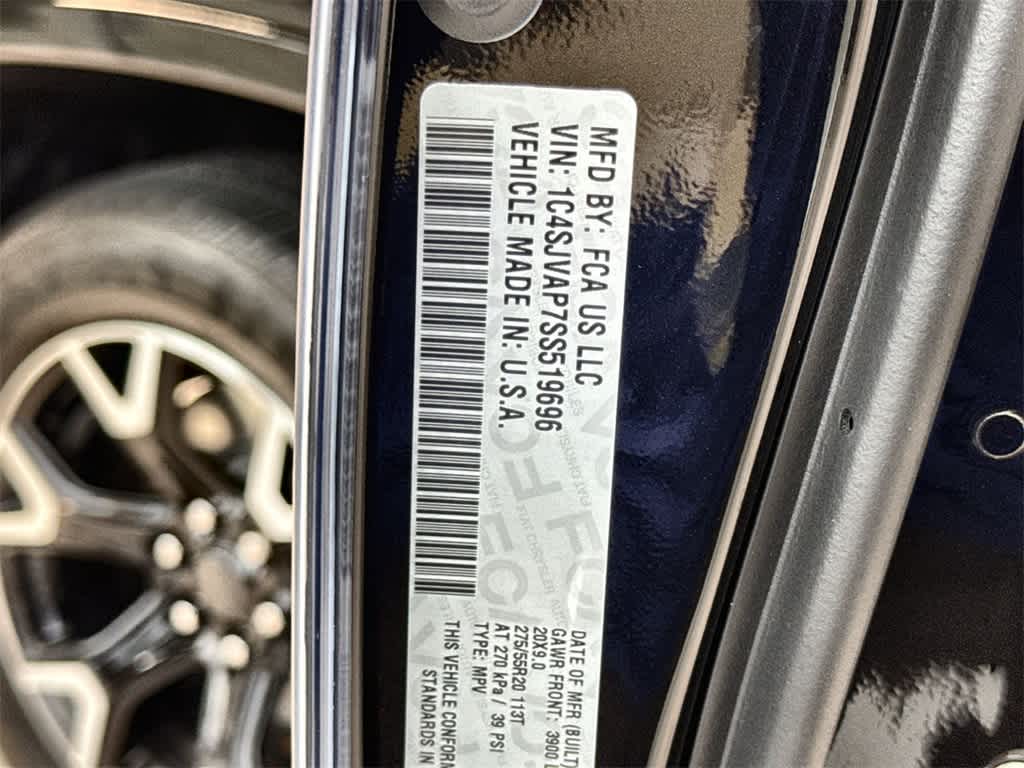 MFD BY: FCA US LLC
VIN: 1C4SJVAP7SS519696
VEHICLE MADE IN: U.S.A.
DATE OF MFR (BUILT)
GAWR FRONT: 3900
20X9.0
275/55R20 113T
AT 270 kPa / 39 PSI
TYPE: MPV
THIS VEHICLE
STANDARDS IN